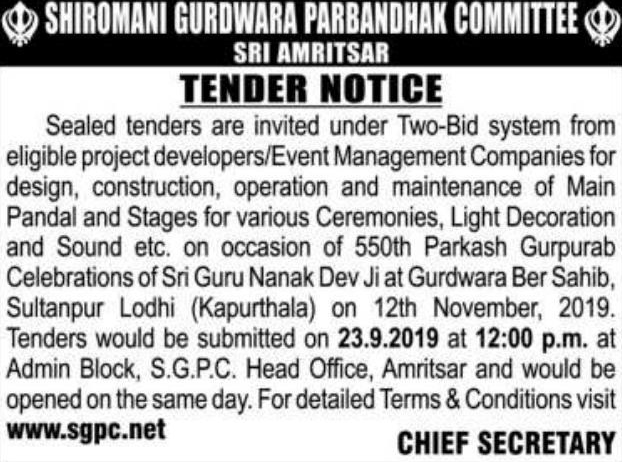 SHIROMANI GURDWARA PARBANDHAK COMMITTEE
SRI AMRITSAR
TENDER NOTICE
Sealed tenders are invited under Two-Bid system from
eligible project developers/Event Management Companies for
design, construction, operation and maintenance of Main
Pandal and Stages for various Ceremonies, Light Decoration
and Sound etc. on occasion of 550th Parkash Gurpurab
Celebrations of Sri Guru Nanak Dev Ji at Gurdwara Ber Sahib,
Sultanpur Lodhi (Kapurthala) on 12th November, 2019.
Tenders would be submitted on 23.9.2019 at 12:00 p.m. at
Admin Block, S.G.P.C. Head Office, Amritsar and would be
opened on the same day. For detailed Terms & Conditions visit
www.sgpc.net
CHIEF SECRETARY